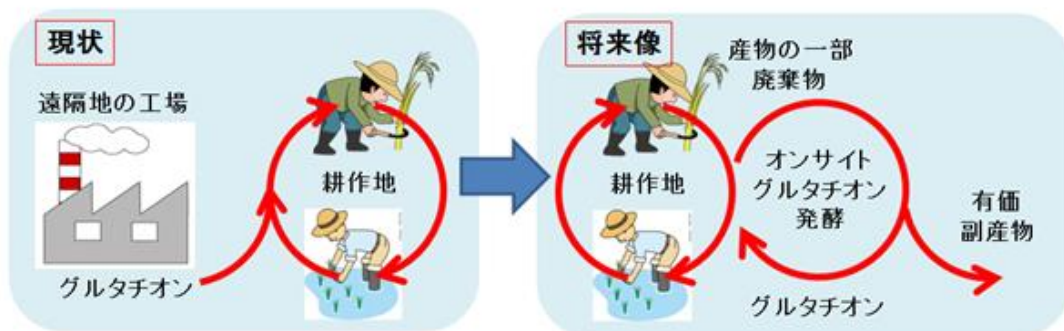 現状
遠隔地の工場
耕作地
グルタチオン
将来像
産物の一部
廃棄物
耕作地
オンサイト
グルタチオン
発酵
有価
副産物
グルタチオン